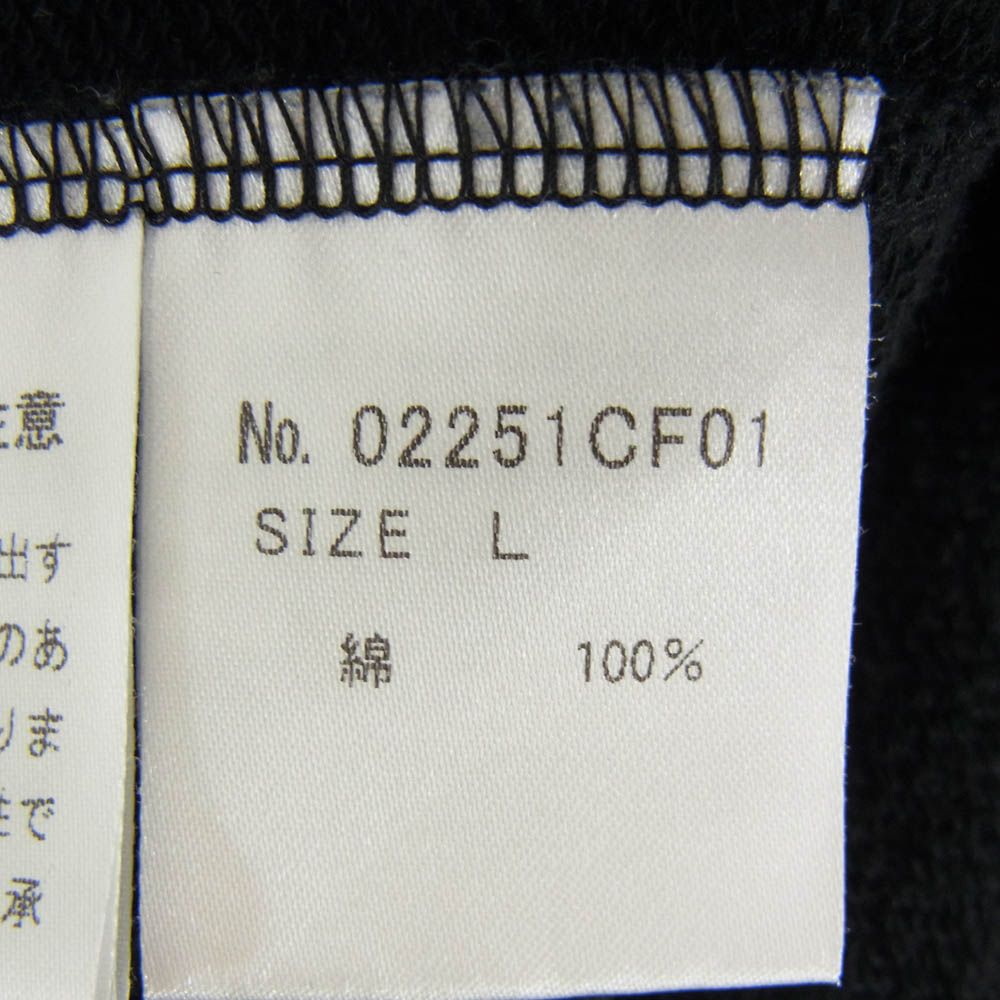 注意
出す
のあ
りま
で
承
No. 02251CF01
SIZE L
綿 100%